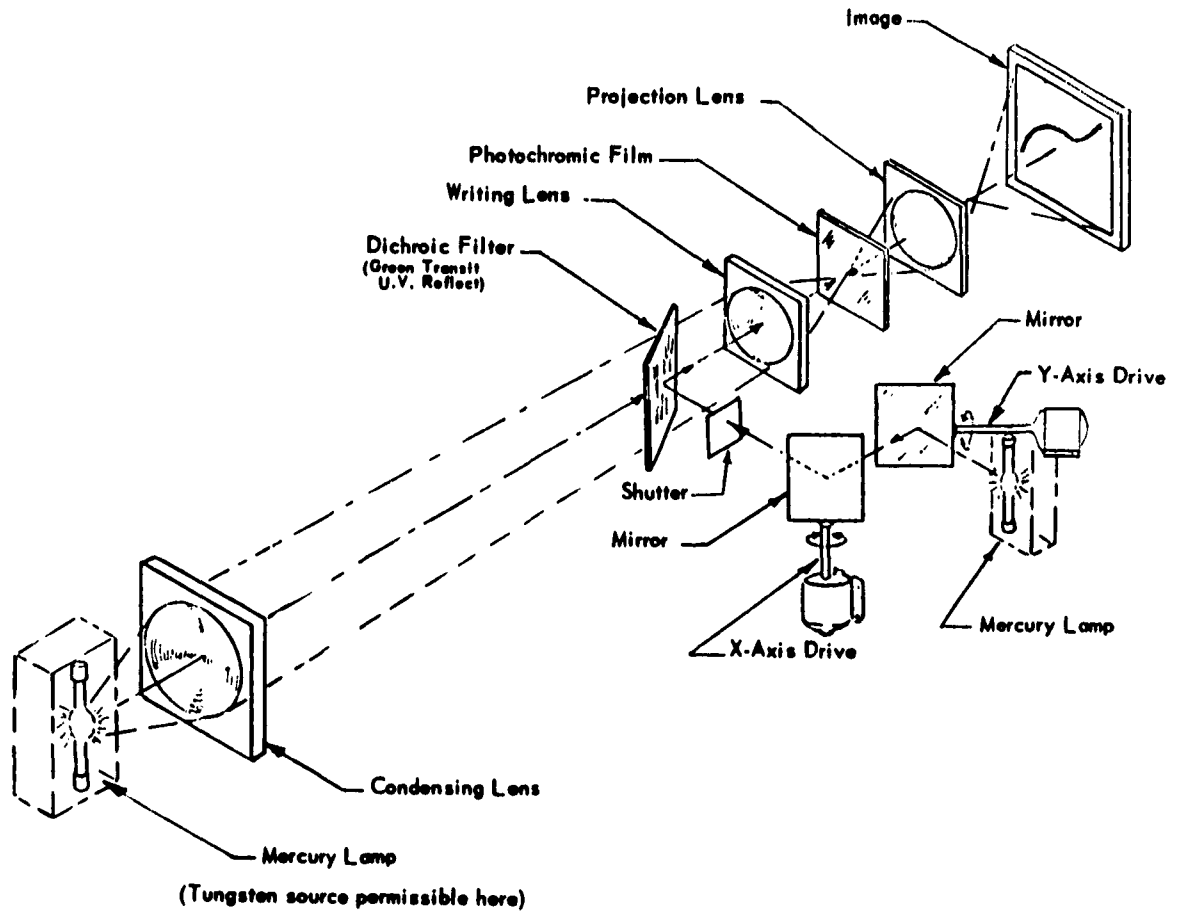 Image
Projection Lens
Photochromic Film
Writing Lens
Dichroic Filter
(Green Transit
U.V. Reflect)
Mirror
Y-Axis Drive
Shutter
Mirror
Mercury Lamp
X-Axis Drive
Condensing Lens
Mercury Lamp
(Tungsten source permissible here)